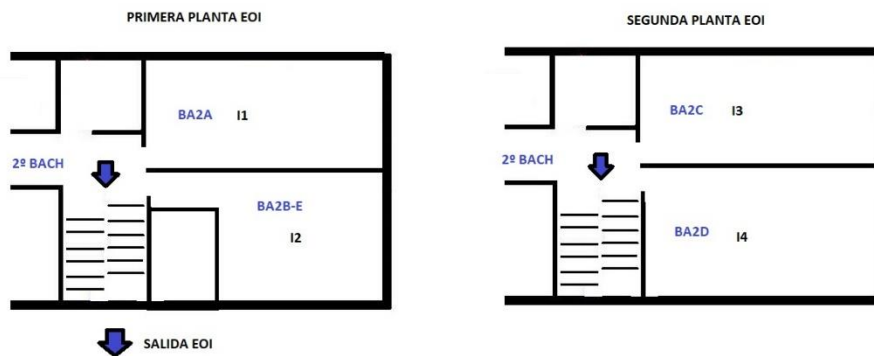 PRIMERA PLANTA EOI
BA2A I1
2º BACH
BA2B-E
I2
SALIDA EOI
SEGUNDA PLANTA EOI
BA2C I3
2º BACH
BA2D I4